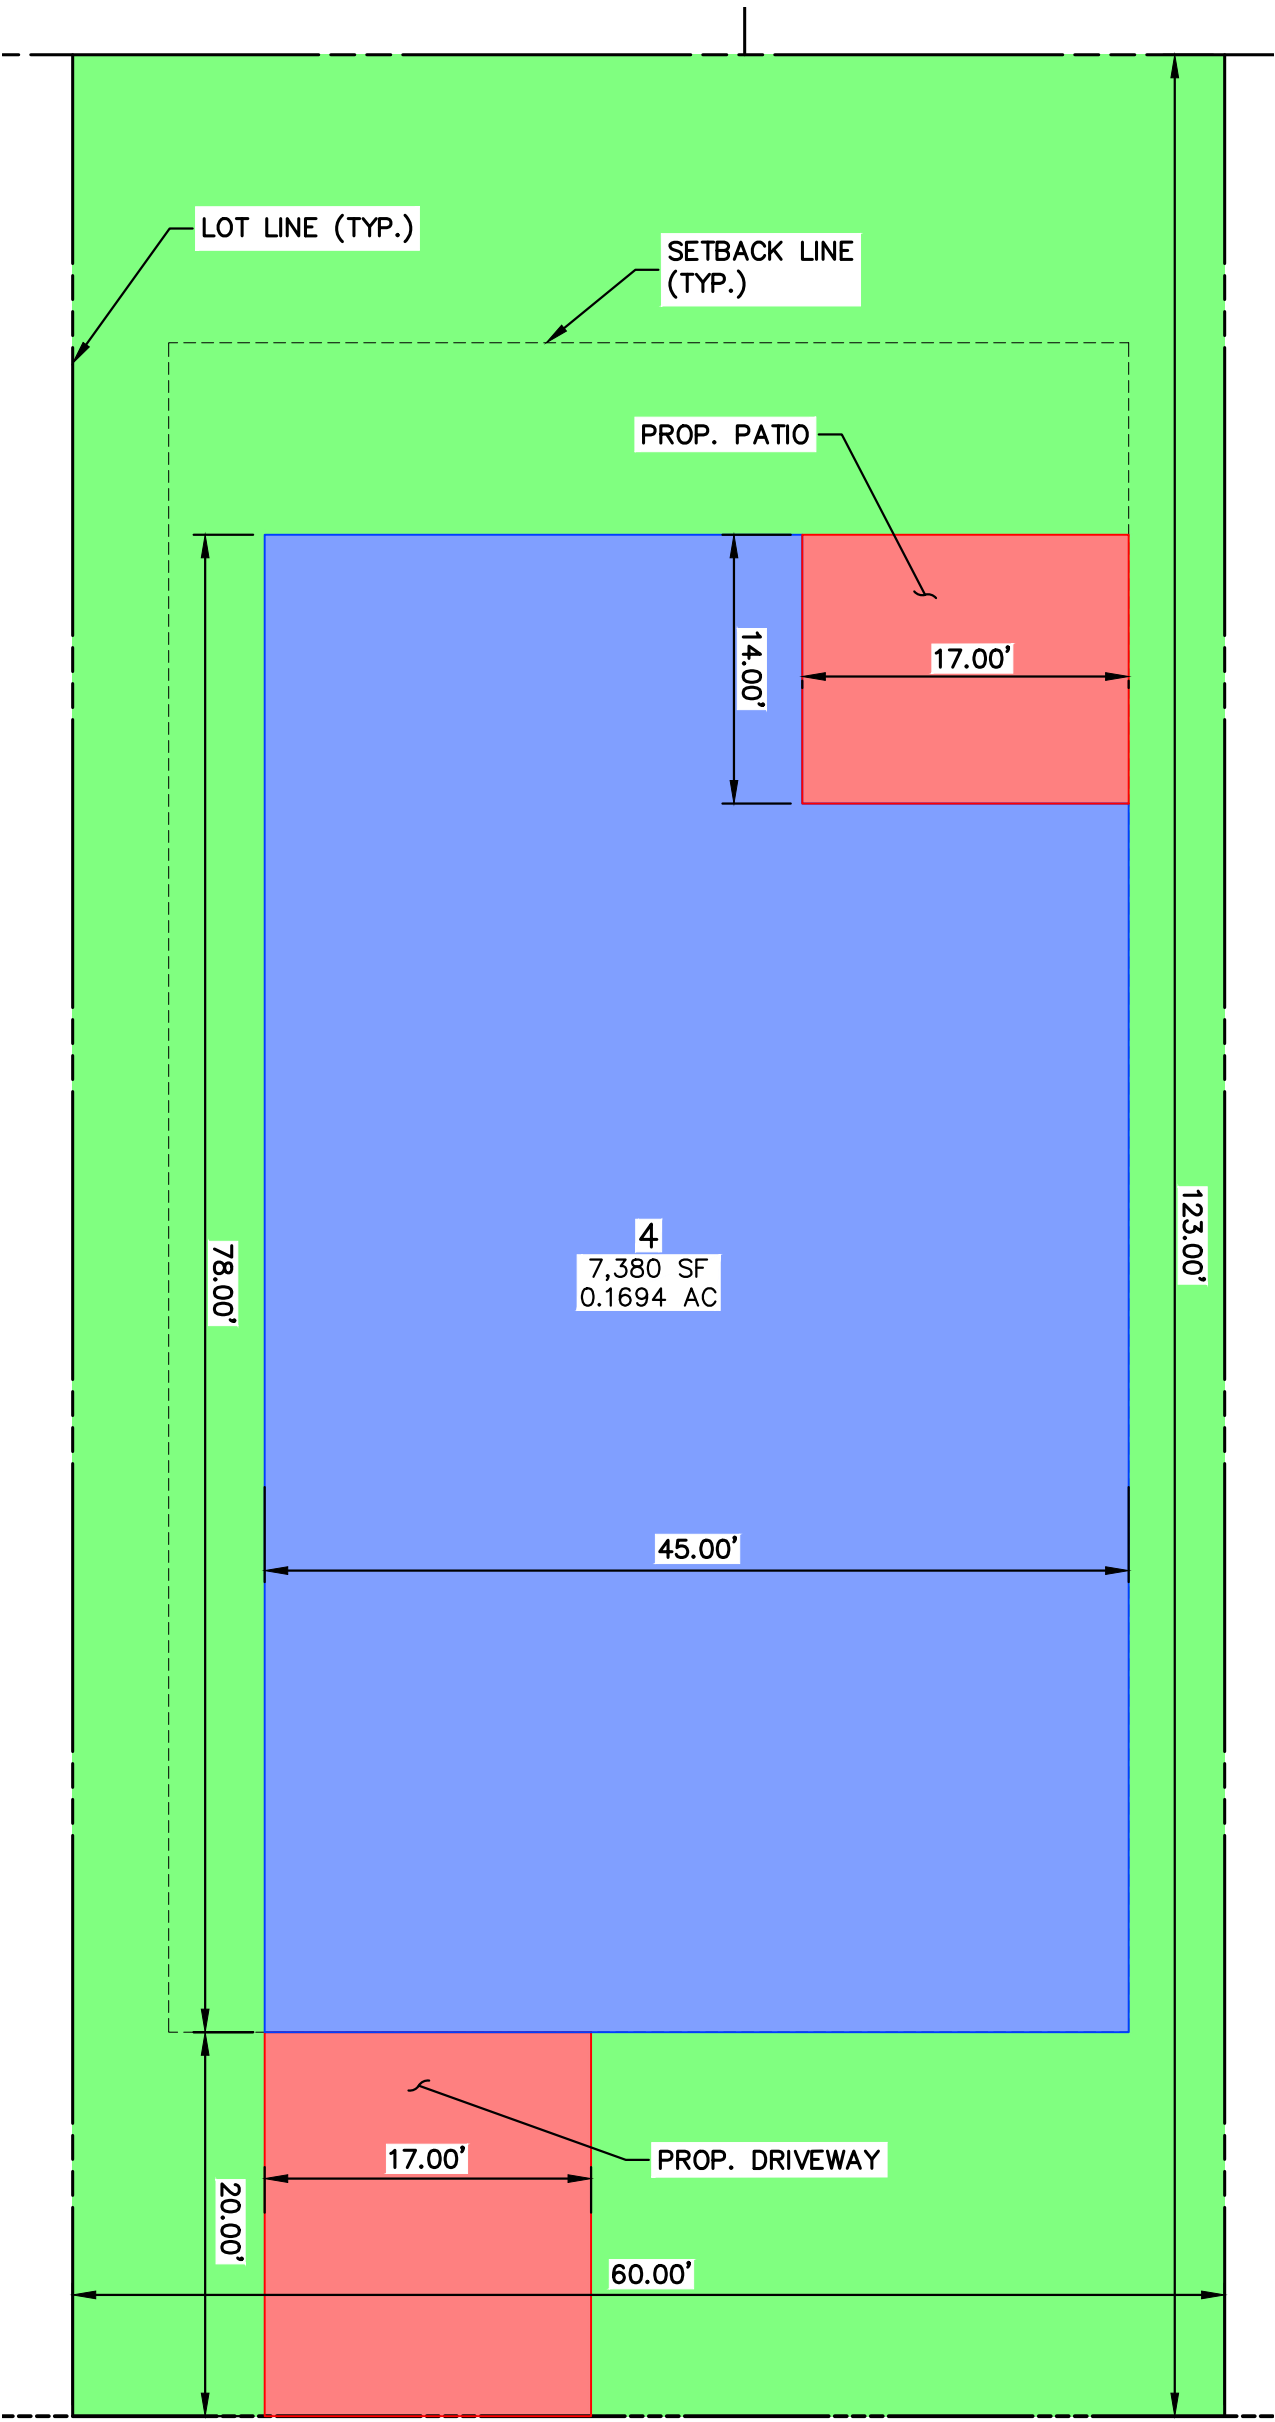 LOT LINE (TYP.)
SETBACK LINE
(TYP.)
PROP. PATIO
14.00'
17.00'
123.00'
4
7,380 SF
0.1694 AC
78.00'
45.00'
17.00'
PROP. DRIVEWAY
20.00'
60.00'